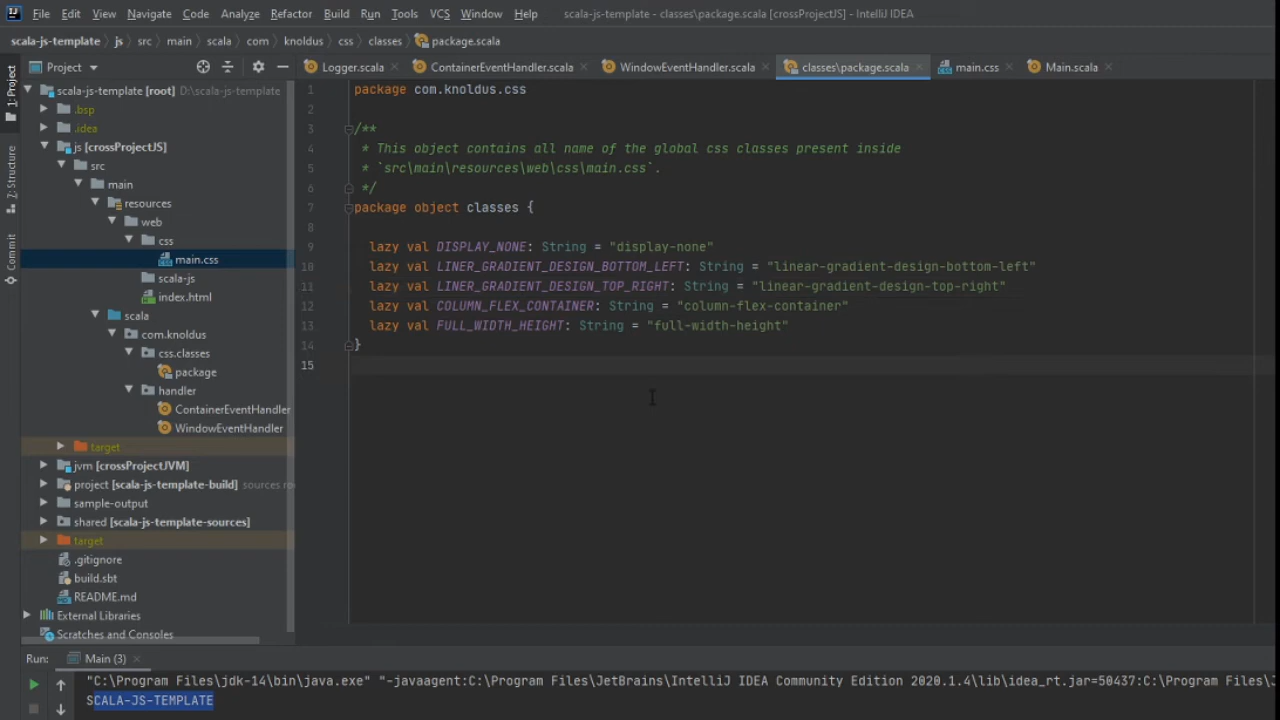 File Edit View Navigate Code Analyze Refactor Build Run Tools VCS Window Help scala-js-template - classes\package.scala [crossProjectJS] - IntelliJ IDEA
scala-js-template js src main scala com knoldus css classes package.scala
Project Logger.scala ContainerEventHandler.scala WindowEventHandler.scala classes\package.scala main.css Main.scala
1: Project
Z: Structure
Commit
scala-js-template [root] D:\scala-js-template
.bsp
.idea
js [crossProjectJS]
src
main
resources
web
css
main.css
scala-js
index.html
scala
com.knoldus
css.classes
package
handler
ContainerEventHandler
WindowEventHandler
target
jvm [crossProjectJVM]
project [scala-js-template-build] sources ro
sample-output
shared [scala-js-template-sources]
target
.gitignore
build.sbt
README.md
External Libraries
Scratches and Consoles
1 package com.knoldus.css
2
3 /**
4 * This object contains all name of the global css classes present inside
5 * `src\main\resources\web\css\main.css`.
6 */
7 package object classes {
8
9 lazy val DISPLAY_NONE: String = "display-none"
10 lazy val LINER_GRADIENT_DESIGN_BOTTOM_LEFT: String = "linear-gradient-design-bottom-left"
11 lazy val LINER_GRADIENT_DESIGN_TOP_RIGHT: String = "linear-gradient-design-top-right"
12 lazy val COLUMN_FLEX_CONTAINER: String = "column-flex-container"
13 lazy val FULL_WIDTH_HEIGHT: String = "full-width-height"
14 }
15
Run: Main (3)
"C:\Program Files\jdk-14\bin\java.exe" "-javaagent:C:\Program Files\JetBrains\IntelliJ IDEA Community Edition 2020.1.4\lib\idea_rt.jar=50437:C:\Program Files\J
SCALA-JS-TEMPLATE